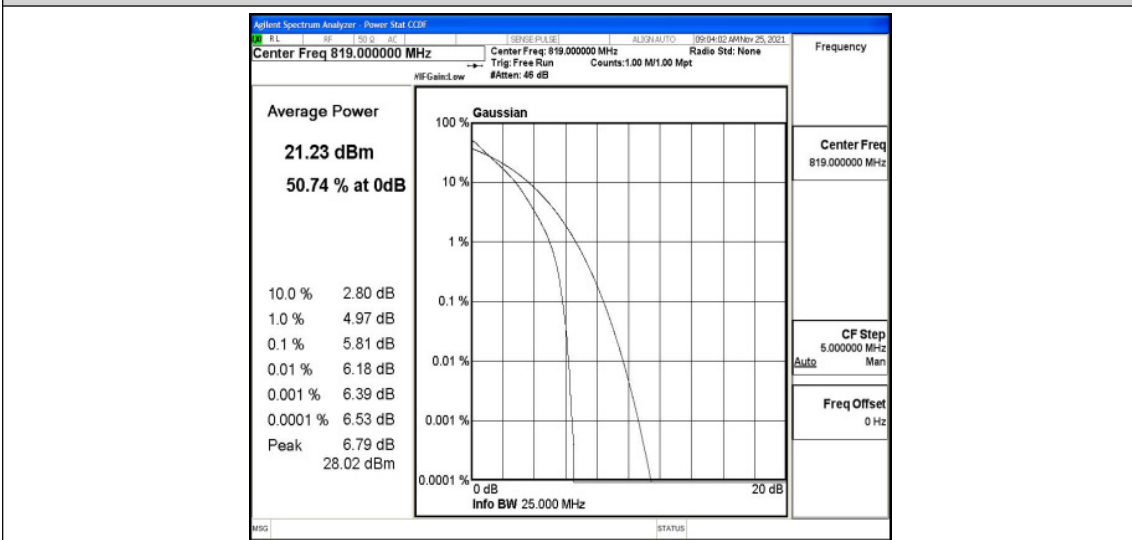 Agilent Spectrum Analyzer - Power Stat CCDF
RL RF 50 Ω AC SENSE:PULSE ALIGN AUTO 09:04:02 AM Nov 25, 2021
Center Freq 819.000000 MHz
Center Freq: 819.000000 MHz Radio Std: None
Trig: Free Run Counts:1.00 M/1.00 Mpt
#IFGain:Low #Atten: 46 dB
Average Power
21.23 dBm
50.74 % at 0dB
10.0 % 2.80 dB
1.0 % 4.97 dB
0.1 % 5.81 dB
0.01 % 6.18 dB
0.001 % 6.39 dB
0.0001 % 6.53 dB
Peak 6.79 dB
28.02 dBm
Gaussian
100 %
10 %
1 %
0.1 %
0.01 %
0.001 %
0.0001 %
0 dB 20 dB
Info BW 25.000 MHz
Frequency
Center Freq
819.000000 MHz
CF Step
5.000000 MHz
Auto Man
Freq Offset
0 Hz
MSG STATUS